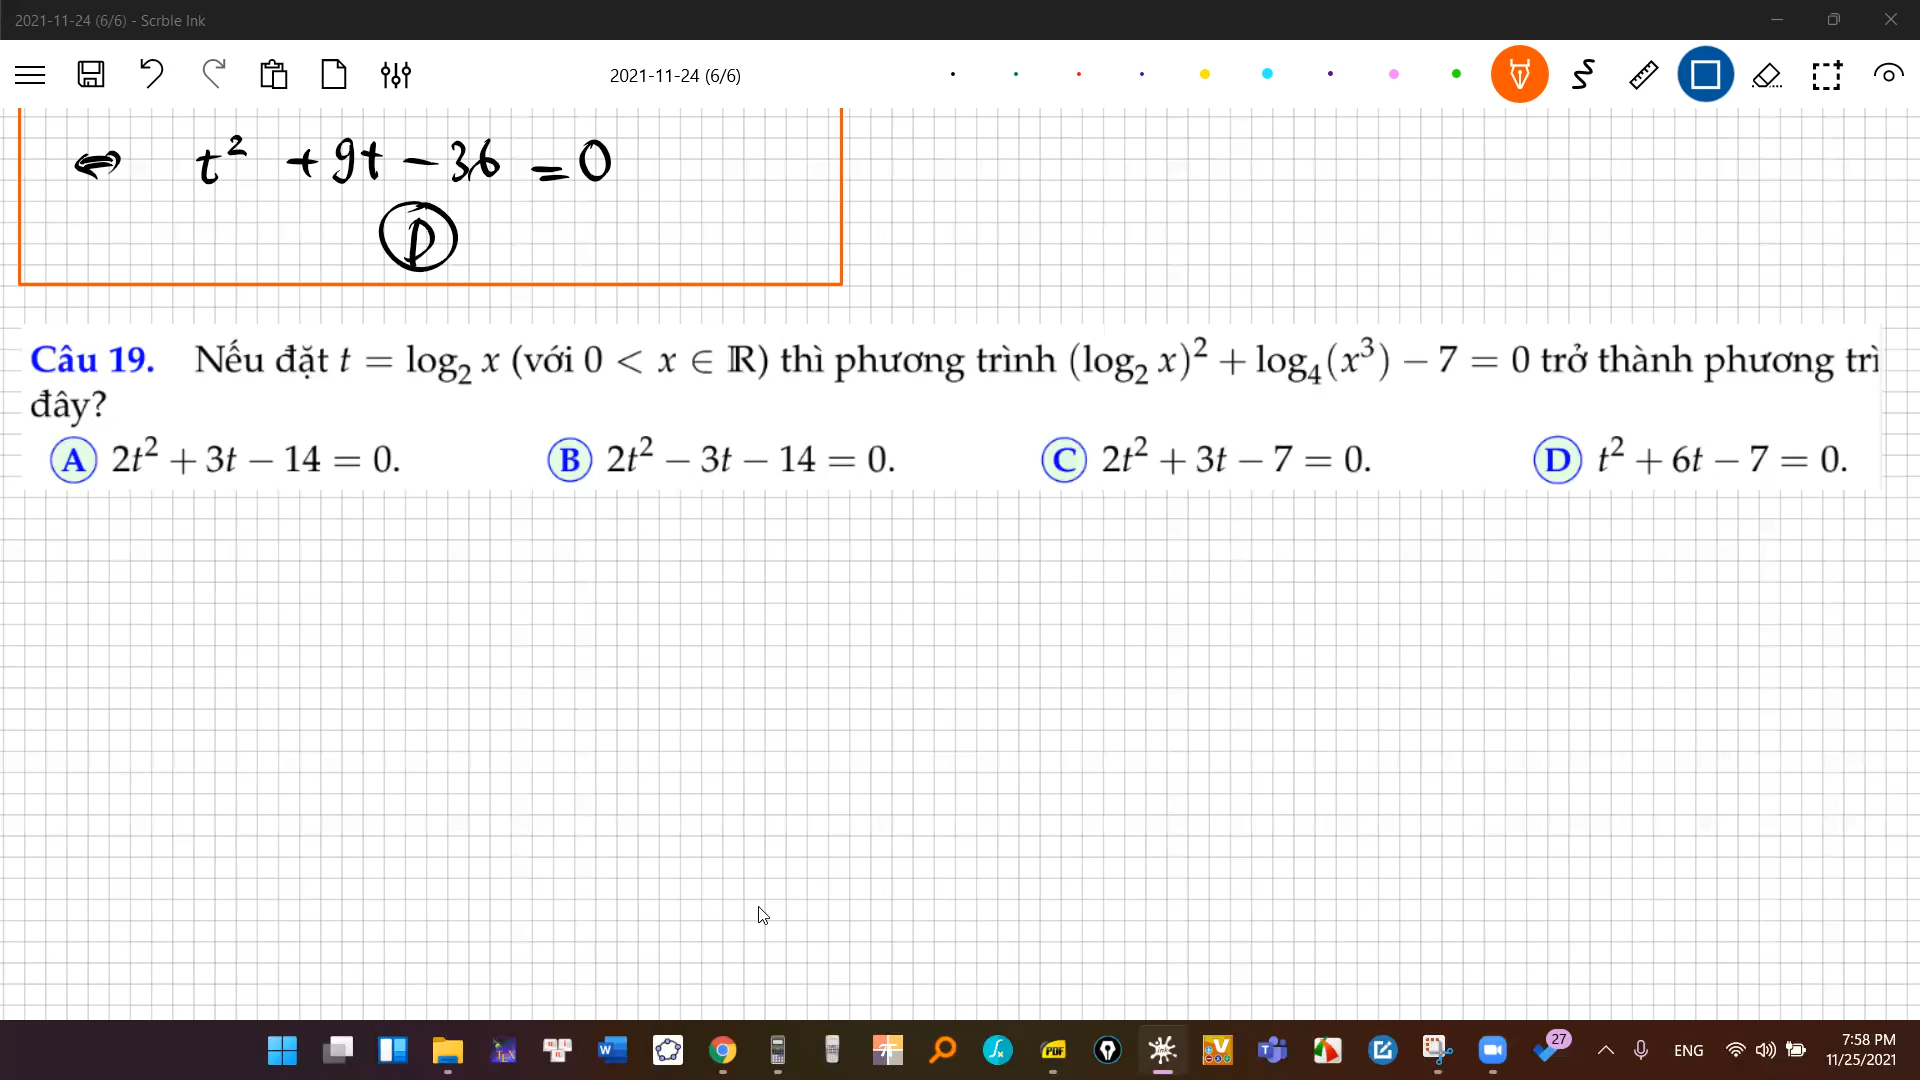 2021-11-24 (6/6) - Scrble Ink
2021-11-24 (6/6)
⇔ t² + 9t − 36 = 0
D
Câu 19. Nếu đặt t = log₂ x (với 0 < x ∈ ℝ) thì phương trình (log₂ x)² + log₄(x³) − 7 = 0 trở thành phương trì
đây?
A 2t² + 3t − 14 = 0. B 2t² − 3t − 14 = 0. C 2t² + 3t − 7 = 0. D t² + 6t − 7 = 0.
27
ENG
7:58 PM
11/25/2021